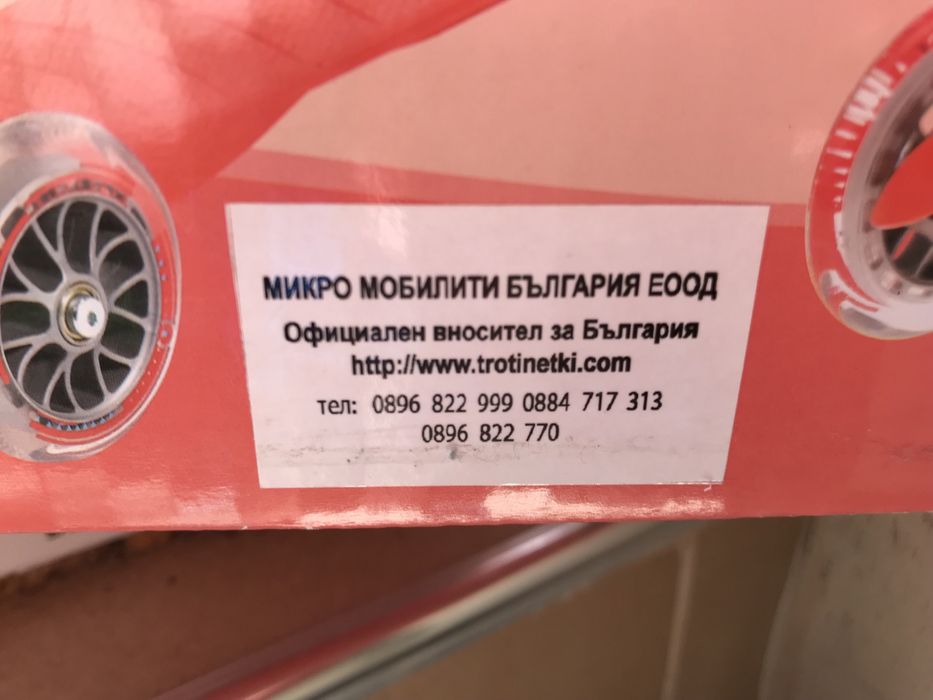 МИКРО МОБИЛИТИ БЪЛГАРИЯ ЕООД
Официален вносител за България
http://www.trotinetki.com
тел: 0896 822 999 0884 717 313
0896 822 770